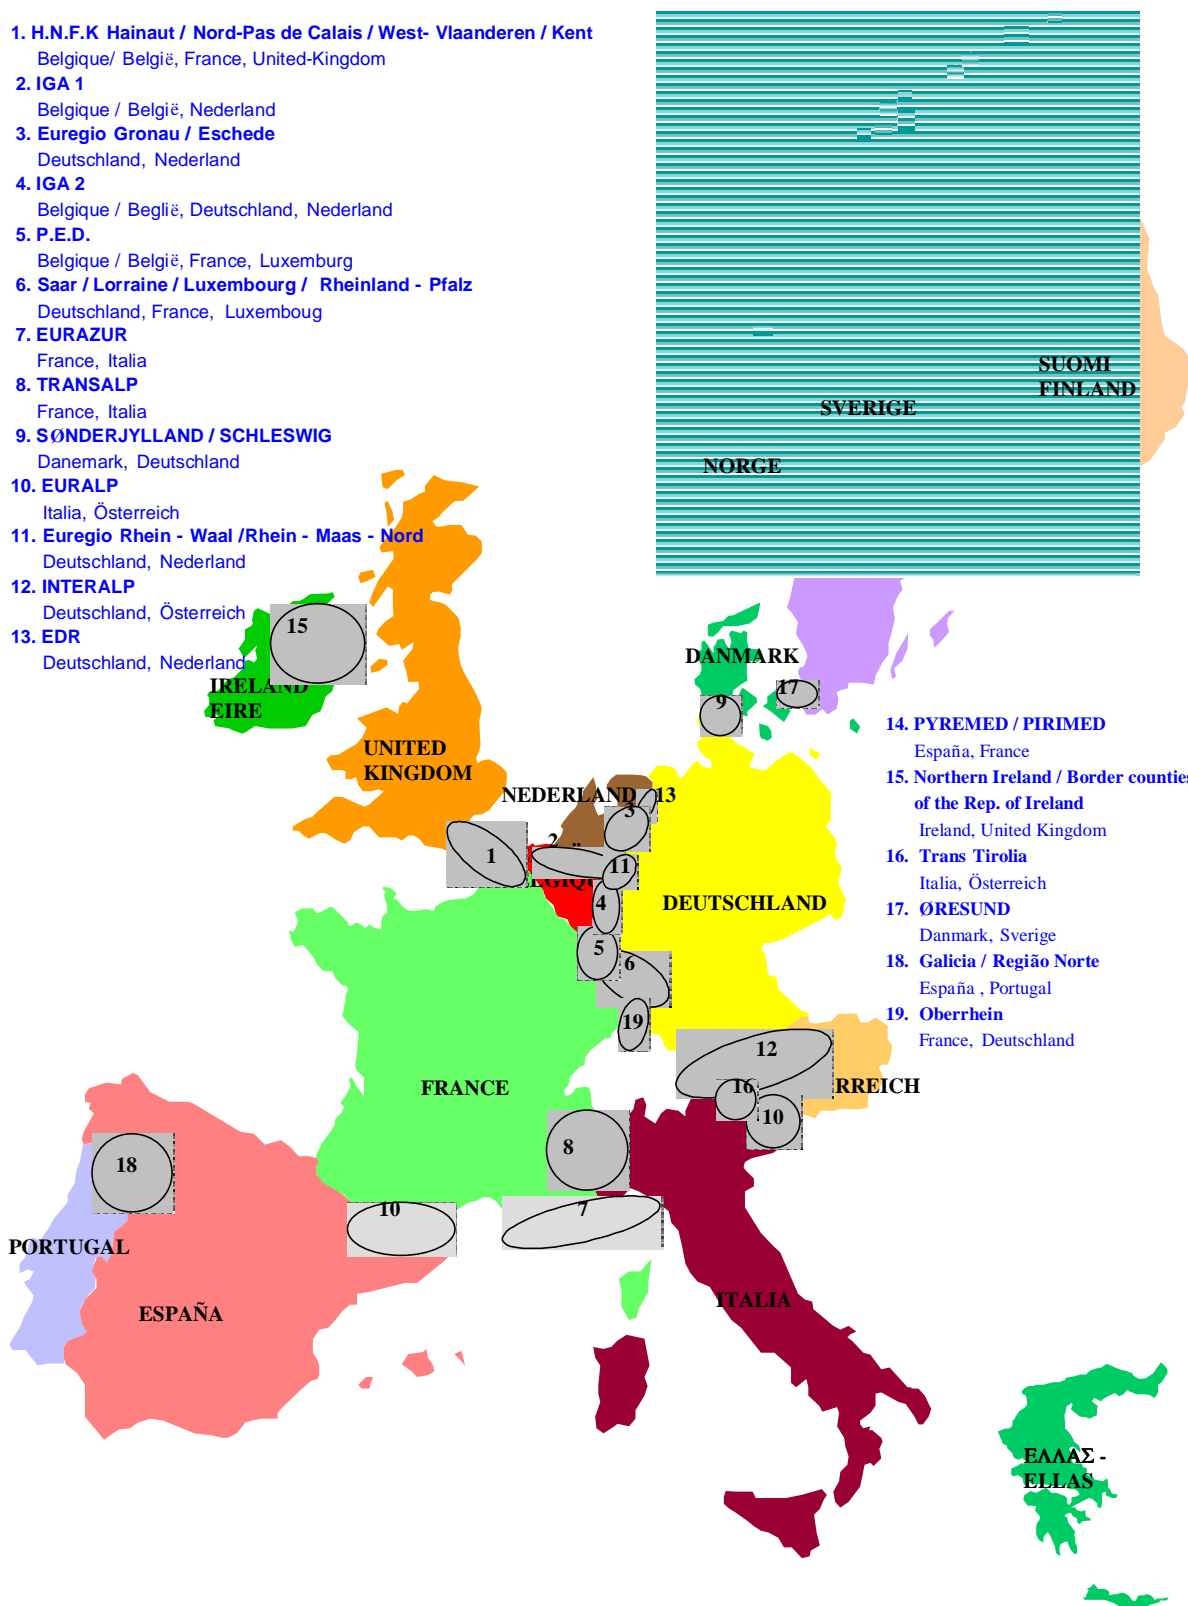 1. H.N.F.K Hainaut / Nord-Pas de Calais / West- Vlaanderen / Kent
Belgique/ België, France, United-Kingdom
2. IGA 1
Belgique / België, Nederland
3. Euregio Gronau / Eschede
Deutschland, Nederland
4. IGA 2
Belgique / Beglië, Deutschland, Nederland
5. P.E.D.
Belgique / België, France, Luxemburg
6. Saar / Lorraine / Luxembourg / Rheinland - Pfalz
Deutschland, France, Luxemboug
7. EURAZUR
France, Italia
8. TRANSALP
France, Italia
9. SØNDERJYLLAND / SCHLESWIG
Danemark, Deutschland
10. EURALP
Italia, Österreich
11. Euregio Rhein - Waal /Rhein - Maas - Nord
Deutschland, Nederland
12. INTERALP
Deutschland, Österreich
13. EDR
Deutschland, Nederland
SUOMI
FINLAND
SVERIGE
NORGE
15
IRELAND
EIRE
DANMARK
17
9
UNITED
KINGDOM
14. PYREMED / PIRIMED
España, France
15. Northern Ireland / Border counties
of the Rep. of Ireland
Ireland, United Kingdom
16. Trans Tirolia
Italia, Österreich
17. ØRESUND
Danmark, Sverige
18. Galicia / Região Norte
España , Portugal
19. Oberrhein
France, Deutschland
NEDERLAND
13
3
2
1
11
4
DEUTSCHLAND
5
6
19
12
FRANCE
16
RREICH
10
8
18
10
7
PORTUGAL
ESPAÑA
ITALIA
ΕΛΛΑΣ -
ELLAS